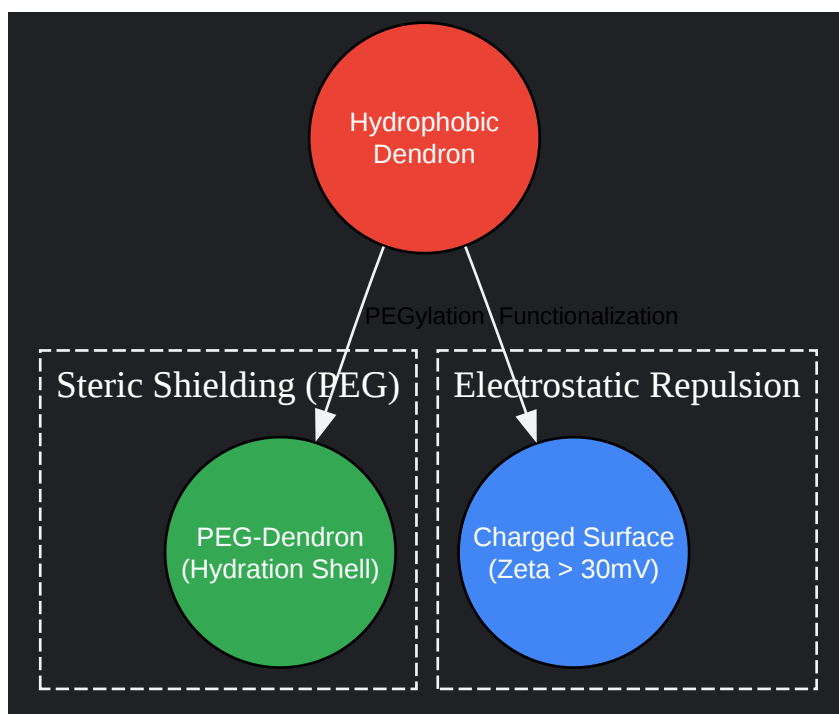 Hydrophobic
Dendron
PEGylation
Functionalization
Steric Shielding (PEG)
Electrostatic Repulsion
PEG-Dendron
(Hydration Shell)
Charged Surface
(Zeta > 30mV)